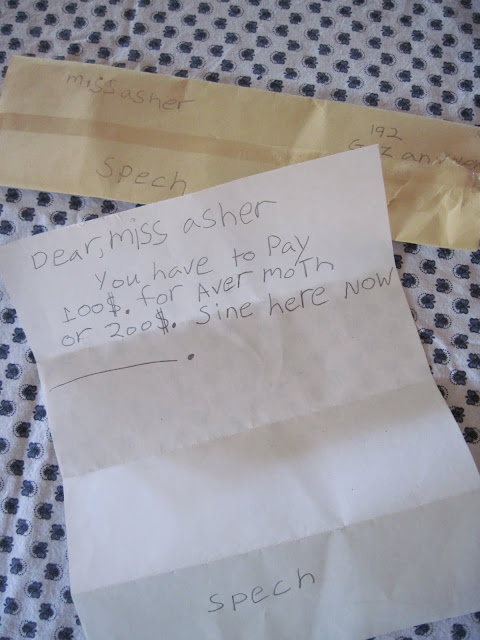 miss asher
192
Spech
Dear, miss asher
You have to Pay
100$. for Aver moTh
or 200$. Sine here Now
.
Spech